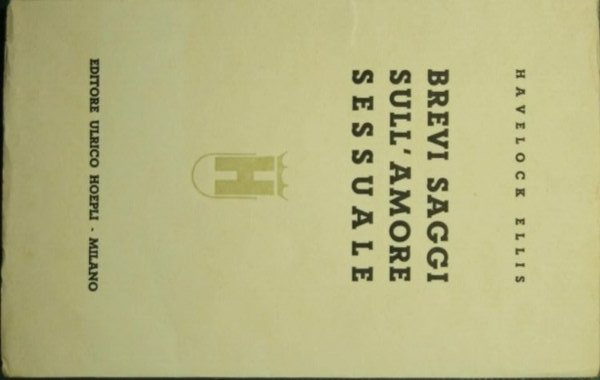 HAVELOCK ELLIS
BREVI SAGGI
SULL'AMORE
SESSUALE
H
EDITORE ULRICO HOEPLI - MILANO